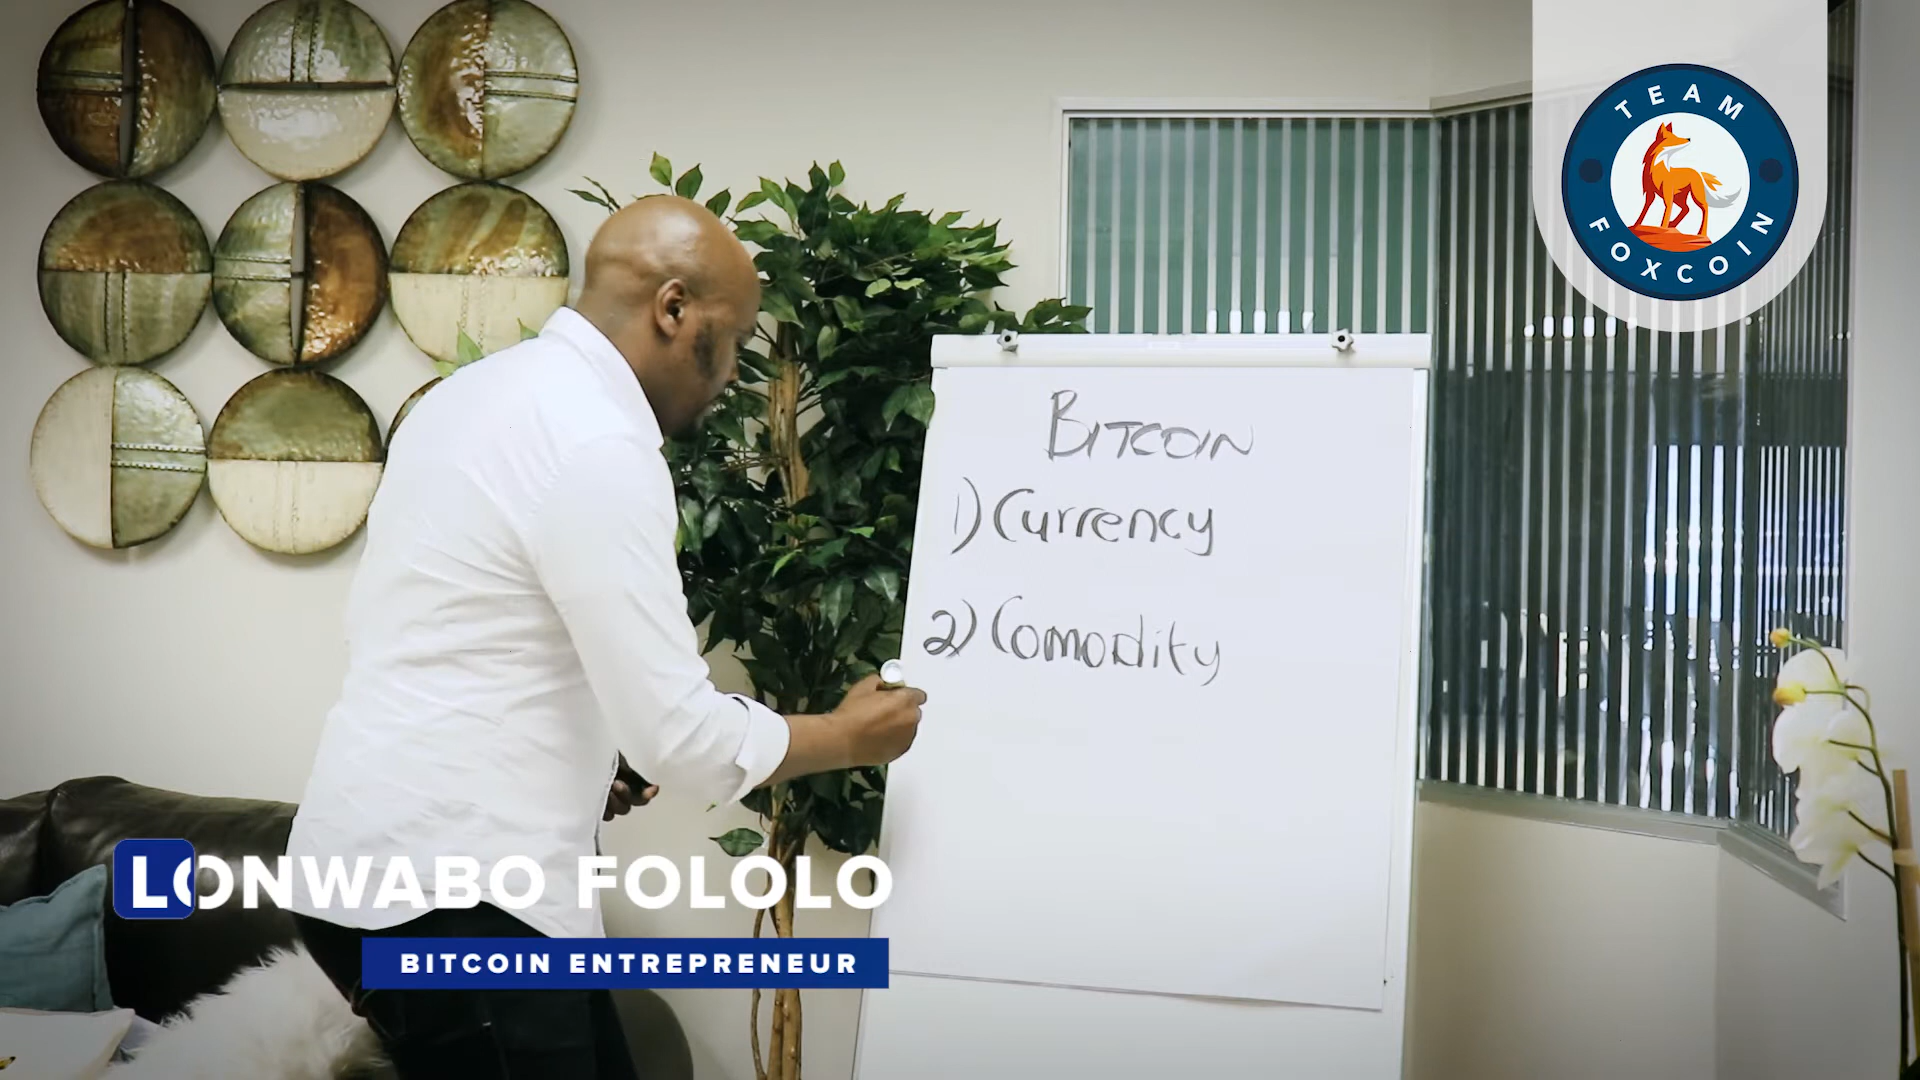 TEAM
FOXCOIN
BITCOIN
1) Currency
2) Comodity
LONWABO FOLOLO
BITCOIN ENTREPRENEUR